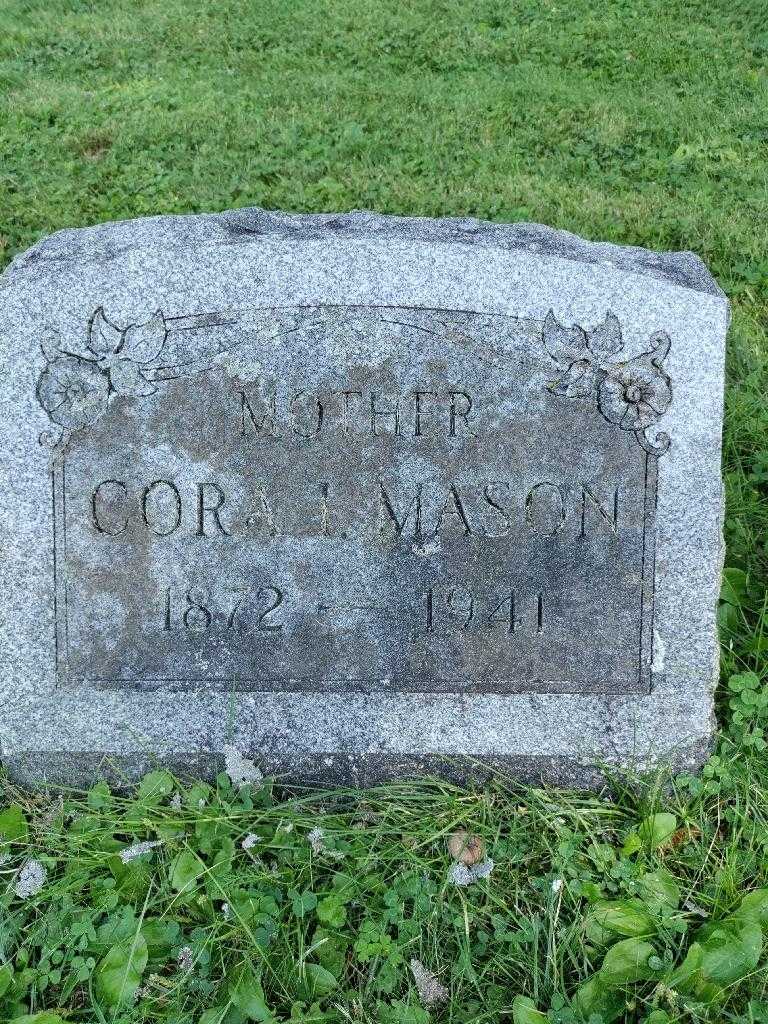 MOTHER
CORA I. MASON
1872 — 1941